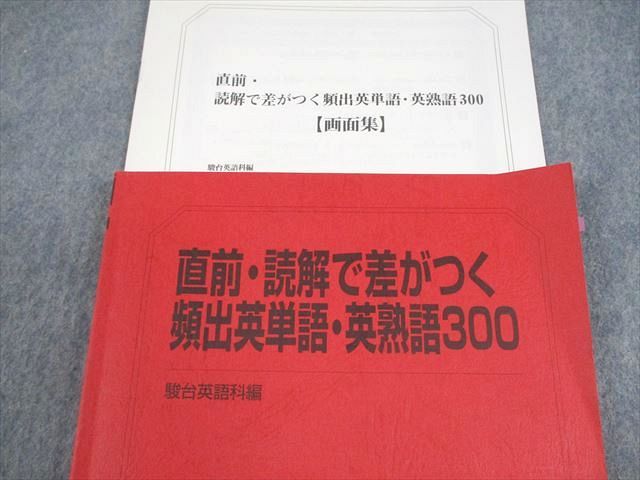 直前・
読解で差がつく頻出英単語・英熟語300
【画面集】
駿台英語科編
直前・読解で差がつく
頻出英単語・英熟語300
駿台英語科編